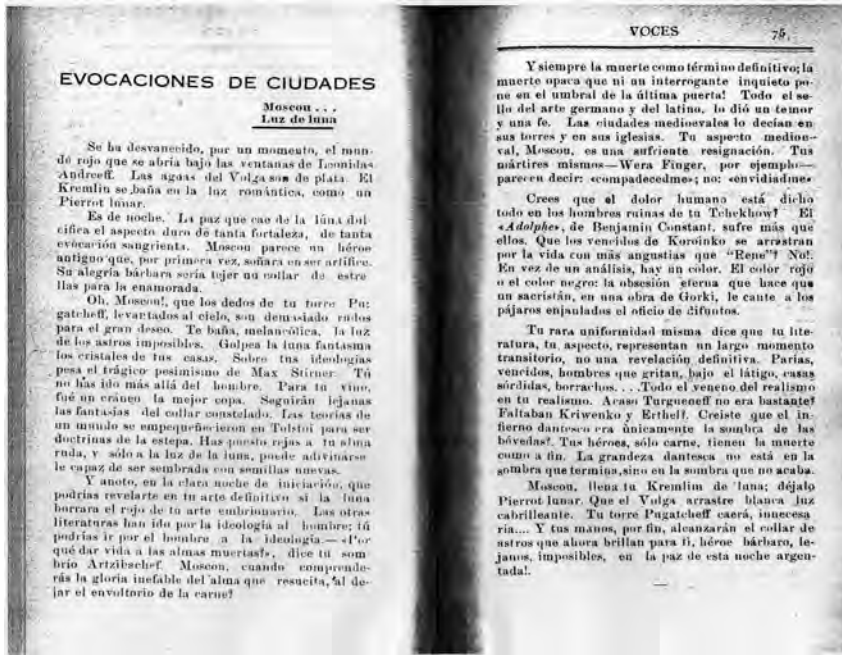 EVOCACIONES DE CIUDADES
Moscou . . .
Luz de luna
Se ha desvanecido, por un momento, el mun-
do rojo que se abría bajo las ventanas de Leonidas
Andreeff. Las aguas del Volga son de plata. El
Kremlin se baña en la luz romántica, como un
Pierrot lunar.
Es de noche. La paz que cae de la lúna dul
cifica el aspecto duro de tanta fortaleza, de tanta
evocación sangrienta. Moscou parece un héroe
antiguo que, por primera vez, soñara en ser artífice.
Su alegría bárbara sería tejer un collar de estre
llas para la enamorada.
Oh, Moscou!, que los dedos de tu torre Pu-
gatcheff, levantados al cielo, son demasiado rudos
para el gran deseo. Te baña, melancólica, la luz
de los astros imposibles. Golpea la luna fantasma
los cristales de tus casas. Sobre tus ideologías
pesa el trágico pesimismo de Max Stirner. Tú
no has ido más allá del hombre. Para tu vino,
fué un cráneo la mejor copa. Seguirán lejanas
las fantasías del collar constelado. Las teorías de
un mundo se empequeñecieron en Tolstoi para ser
doctrinas de la estepa. Has puesto rejas a tu alma
ruda, y sólo a la luz de la luna, puede adivinarse
le capaz de ser sembrada con semillas nuevas.
Y anoto, en la clara noche de iniciación, que
podrías revelarte en tu arte definitivo si la luna
borrara el rojo de tu arte embrionario. Las otras
literaturas han ido por la ideología al hombre; tú
podrías ir por el hombre a la ideología.— «Por
qué dar vida a las almas muertas?», dice tu som
brío Artzibschef. Moscou, cuando comprende-
rás la gloria inefable del alma que resucita, al de-
jar el envoltorio de la carne?
VOCES 75
Y siempre la muerte como término definitivo; la
muerte opaca que ni un interrogante inquieto po-
ne en el umbral de la última puerta! Todo el se-
llo del arte germano y del latino, lo dió un temor
y una fe. Las ciudades medioevales lo decían en
sus torres y en sus iglesias. Tu aspecto medioe-
val, Moscou, es una sufriente resignación. Tus
mártires mismos—Wera Finger, por ejemplo—
parecen decir: «compadecedme»; no: «envidiadme»
Crees que el dolor humano está dicho
todo en los hombres ruinas de tu Tchekhow? El
«Adolphe», de Benjamin Constant, sufre más que
ellos. Que los vencidos de Koroinko se arrastran
por la vida con más angustias que "Rene"? No!.
En vez de un análisis, hay un color. El color rojo
o el color negro: la obsesión eterna que hace que
un sacristán, en una obra de Gorki, le cante a los
pájaros enjaulados el oficio de difuntos.
Tu rara uniformidad misma dice que tu lite-
ratura, tu aspecto, representan un largo momento
transitorio, no una revelación definitiva. Parias,
vencidos, hombres que gritan, bajo el látigo, casas
sórdidas, borrachos. . . .Todo el veneno del realismo
en tu realismo. Acaso Turgueneff no era bastante?
Faltaban Kriwenko y Erthel?. Creiste que el in-
fierno dantesco era únicamente la sombra de las
bóvedas?. Tus héroes, sólo carne, tienen la muerte
como a fin. La grandeza dantesca no está en la
sombra que termina, sino en la sombra que no acaba.
Moscou, llena tu Kremlim de luna; déjalo
Pierrot lunar. Que el Volga arrastre blanca luz
cabrilleante. Tu torre Pugatcheff caerá, innecesa
ria.... Y tus manos, por fin, alcanzarán el collar de
astros que ahora brillan para ti, héroe bárbaro, le-
janos, imposibles, en la paz de esta noche argen-
tada!.